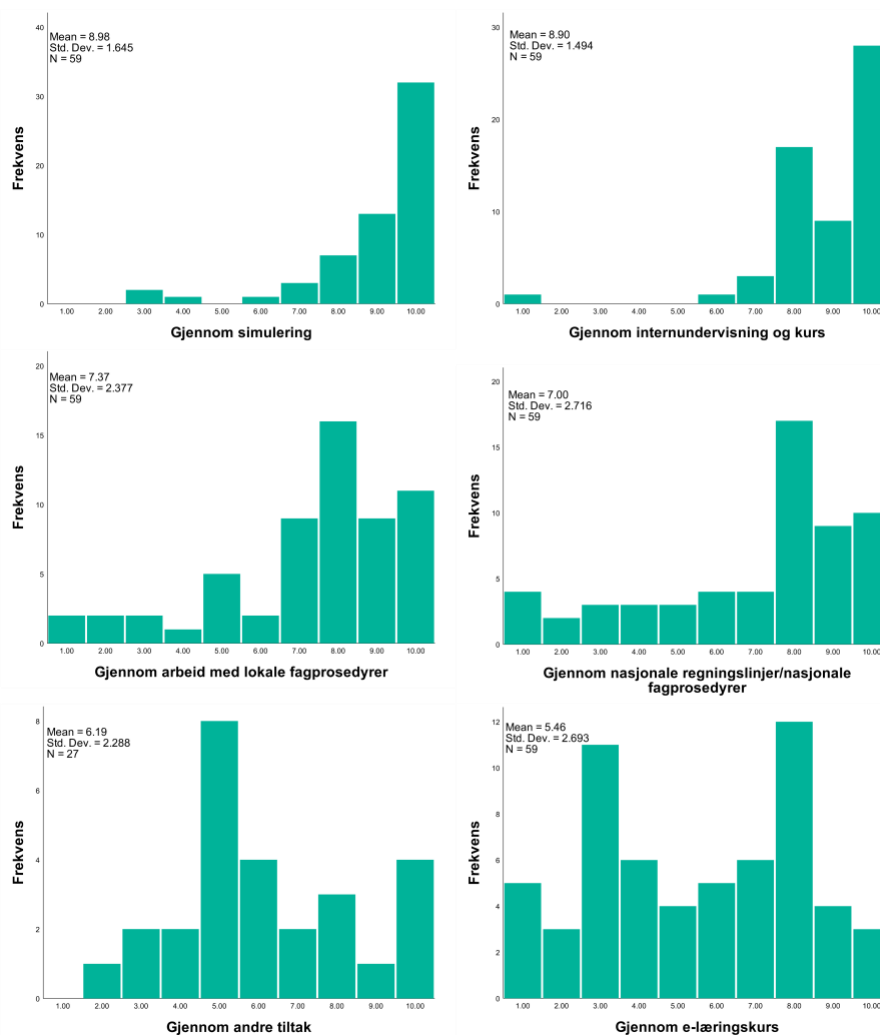 40
Mean = 8.98
Std. Dev. = 1.645
N = 59
30
20
10
0
Frekvens
1.00 2.00 3.00 4.00 5.00 6.00 7.00 8.00 9.00 10.00
Gjennom simulering
30
Mean = 8.90
Std. Dev. = 1.494
N = 59
20
10
0
Frekvens
1.00 2.00 3.00 4.00 5.00 6.00 7.00 8.00 9.00 10.00
Gjennom internundervisning og kurs
20
Mean = 7.37
Std. Dev. = 2.377
N = 59
15
10
5
0
Frekvens
1.00 2.00 3.00 4.00 5.00 6.00 7.00 8.00 9.00 10.00
Gjennom arbeid med lokale fagprosedyrer
20
Mean = 7.00
Std. Dev. = 2.716
N = 59
15
10
5
0
Frekvens
1.00 2.00 3.00 4.00 5.00 6.00 7.00 8.00 9.00 10.00
Gjennom nasjonale regningslinjer/nasjonale
fagprosedyrer
8
Mean = 6.19
Std. Dev. = 2.288
N = 27
6
4
2
0
Frekvens
1.00 2.00 3.00 4.00 5.00 6.00 7.00 8.00 9.00 10.00
Gjennom andre tiltak
12
Mean = 5.46
Std. Dev. = 2.693
N = 59
10
8
6
4
2
0
Frekvens
1.00 2.00 3.00 4.00 5.00 6.00 7.00 8.00 9.00 10.00
Gjennom e-læringskurs